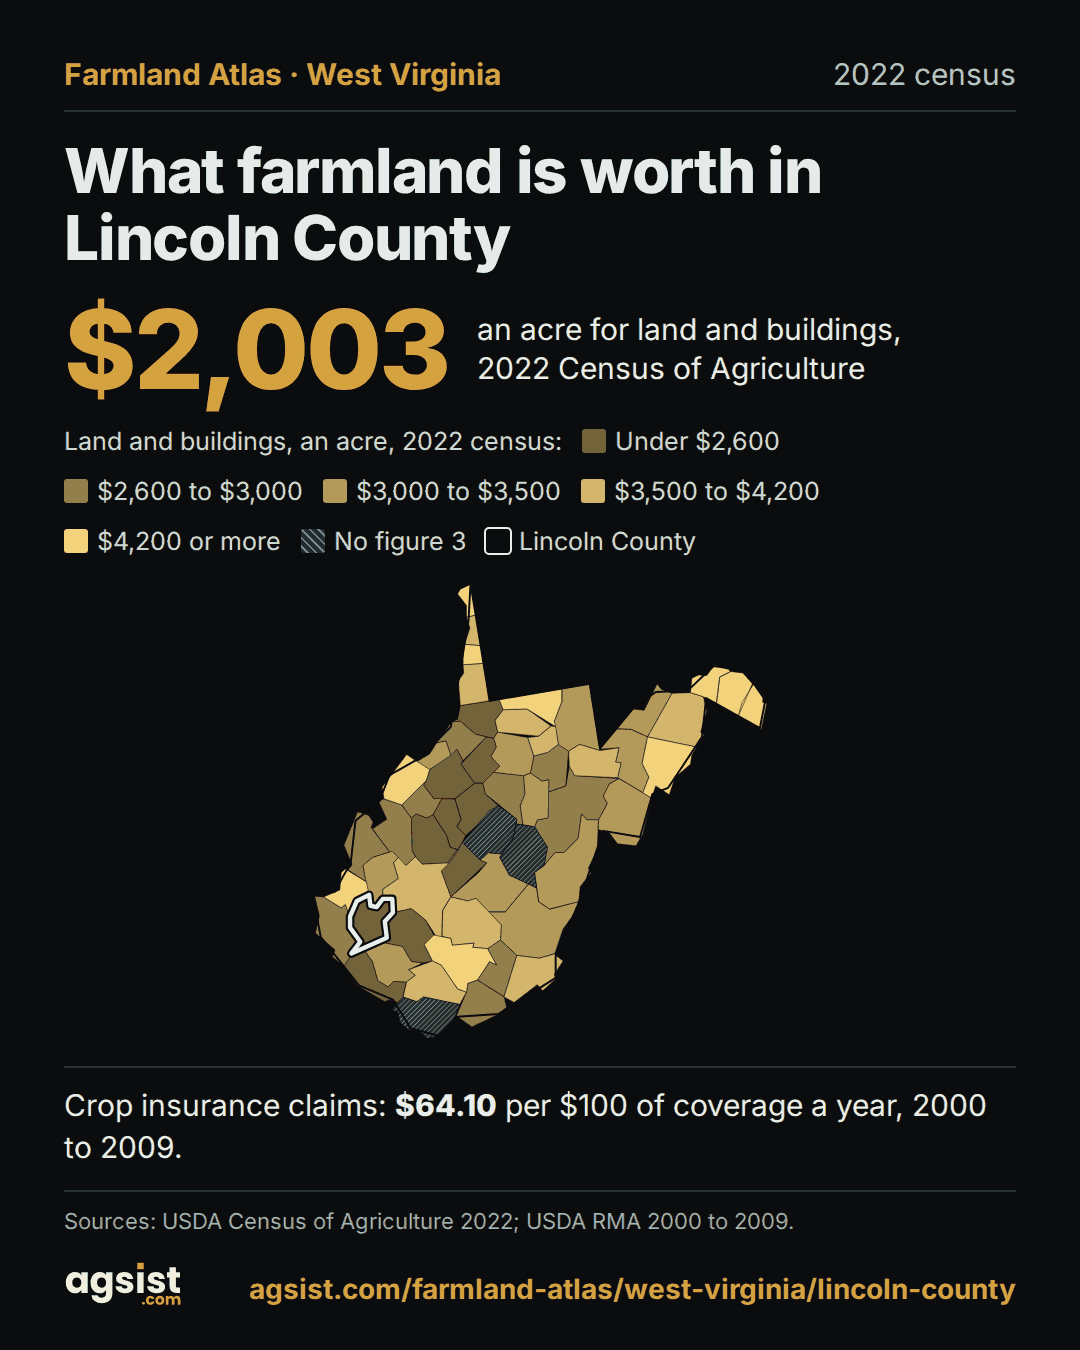 Farmland Atlas · West Virginia
2022 census
What farmland is worth in
Lincoln County
$2,003
an acre for land and buildings,
2022 Census of Agriculture
Land and buildings, an acre, 2022 census: Under $2,600
$2,600 to $3,000 $3,000 to $3,500 $3,500 to $4,200
$4,200 or more No figure 3 Lincoln County
Crop insurance claims: $64.10 per $100 of coverage a year, 2000
to 2009.
Sources: USDA Census of Agriculture 2022; USDA RMA 2000 to 2009.
agsist
.com
agsist.com/farmland-atlas/west-virginia/lincoln-county